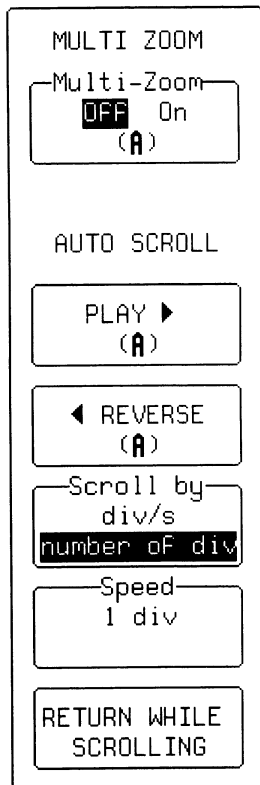 MULTI ZOOM
Multi-Zoom
OFF On
(A)
AUTO SCROLL
PLAY ▶
(A)
◀ REVERSE
(A)
Scroll by
div/s
number of div
Speed
1 div
RETURN WHILE
SCROLLING